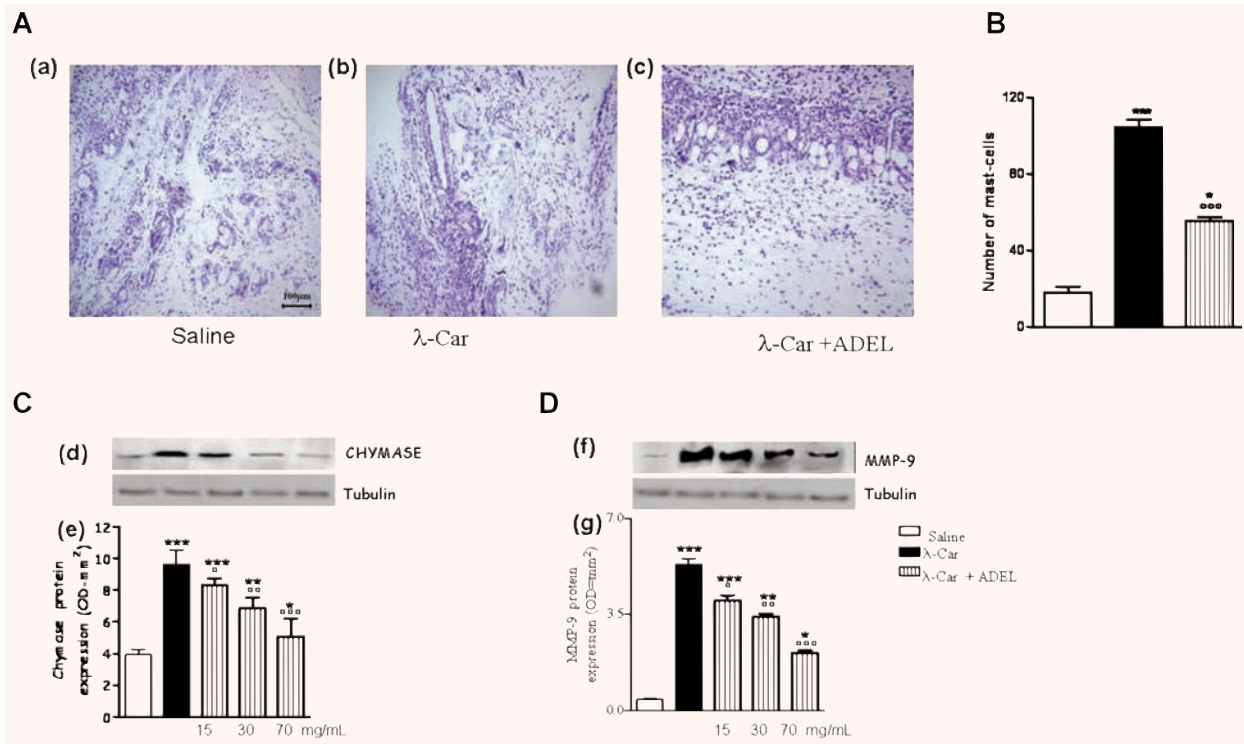 A
B
(a)
(b)
(c)
100µm
Saline
λ-Car
λ-Car +ADEL
Number of mast-cells
120
80
40
0
***
*
¤¤¤
C
D
(d)
CHYMASE
Tubulin
(e)
Chymase protein
expression (OD-mm²)
12
10
8
6
4
2
0
***
***
¤
**
¤¤
*
¤¤¤
15 30 70 mg/mL
(f)
MMP-9
Tubulin
(g)
MMP-9 protein
expression (OD=mm²)
7.0
3.5
0.0
***
***
¤
**
¤¤
*
¤¤¤
15 30 70 mg/mL
Saline
λ-Car
λ-Car + ADEL